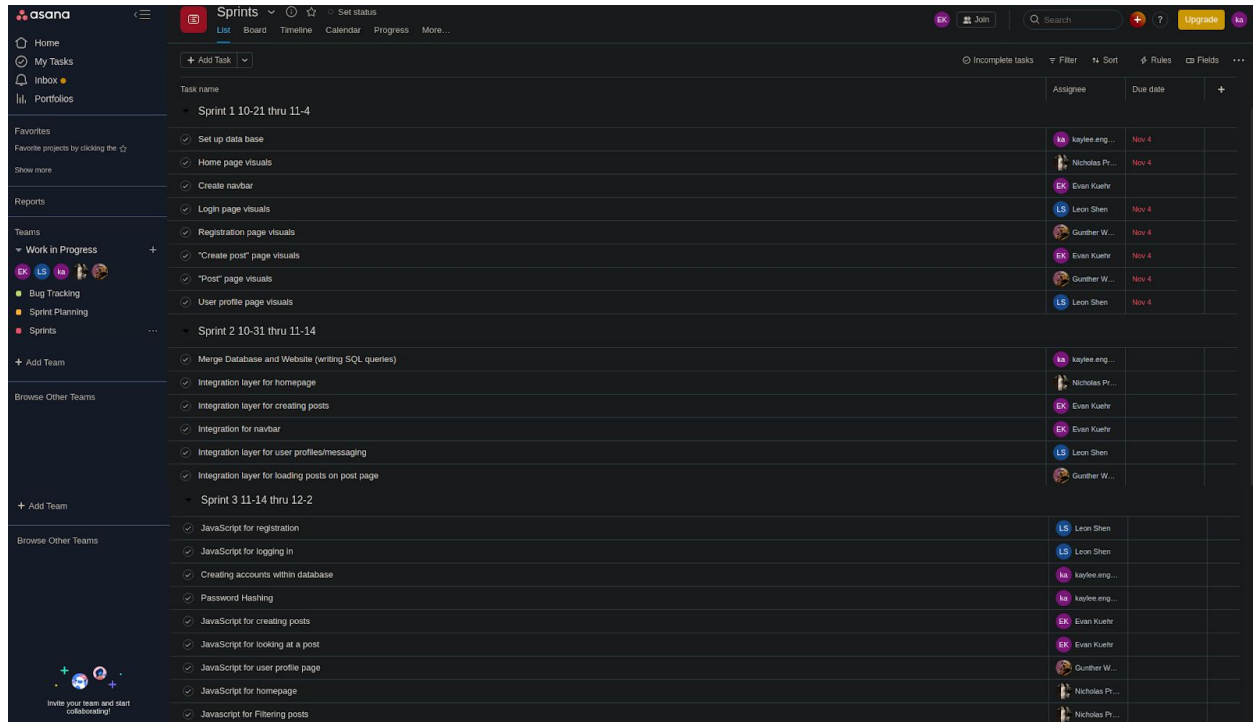 asana
Home
My Tasks
Inbox
Portfolios
Favorites
Favorite projects by clicking the
Show more
Reports
Teams
Work in Progress +
EK LS ka
Bug Tracking
Sprint Planning
Sprints ...
+ Add Team
Browse Other Teams
+ Add Team
Browse Other Teams
Invite your team and start
collaborating!
Sprints Set status
List Board Timeline Calendar Progress More...
EK Join Search + ? Upgrade ka
+ Add Task Incomplete tasks Filter Sort Rules Fields ...
Task name Assignee Due date +
Sprint 1 10-21 thru 11-4
Set up data base ka kaylee.eng... Nov 4
Home page visuals Nicholas Pr... Nov 4
Create navbar EK Evan Kuehr
Login page visuals LS Leon Shen Nov 4
Registration page visuals Gunther W... Nov 4
"Create post" page visuals EK Evan Kuehr Nov 4
"Post" page visuals Gunther W... Nov 4
User profile page visuals LS Leon Shen Nov 4
Sprint 2 10-31 thru 11-14
Merge Database and Website (writing SQL queries) ka kaylee.eng...
Integration layer for homepage Nicholas Pr...
Integration layer for creating posts EK Evan Kuehr
Integration for navbar EK Evan Kuehr
Integration layer for user profiles/messaging LS Leon Shen
Integration layer for loading posts on post page Gunther W...
Sprint 3 11-14 thru 12-2
JavaScript for registration LS Leon Shen
JavaScript for logging in LS Leon Shen
Creating accounts within database ka kaylee.eng...
Password Hashing ka kaylee.eng...
JavaScript for creating posts EK Evan Kuehr
JavaScript for looking at a post EK Evan Kuehr
JavaScript for user profile page Gunther W...
JavaScript for homepage Nicholas Pr...
Javascript for Filtering posts Nicholas Pr...